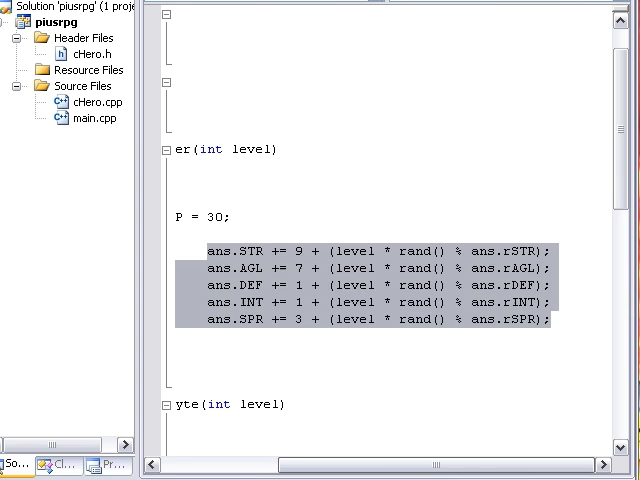 Solution 'piusrpg' (1 proje
piusrpg
Header Files
cHero.h
Resource Files
Source Files
cHero.cpp
main.cpp
er(int level)
P = 30;
ans.STR += 9 + (level * rand() % ans.rSTR);
ans.AGL += 7 + (level * rand() % ans.rAGL);
ans.DEF += 1 + (level * rand() % ans.rDEF);
ans.INT += 1 + (level * rand() % ans.rINT);
ans.SPR += 3 + (level * rand() % ans.rSPR);
yte(int level)
So... Cl... Pr...